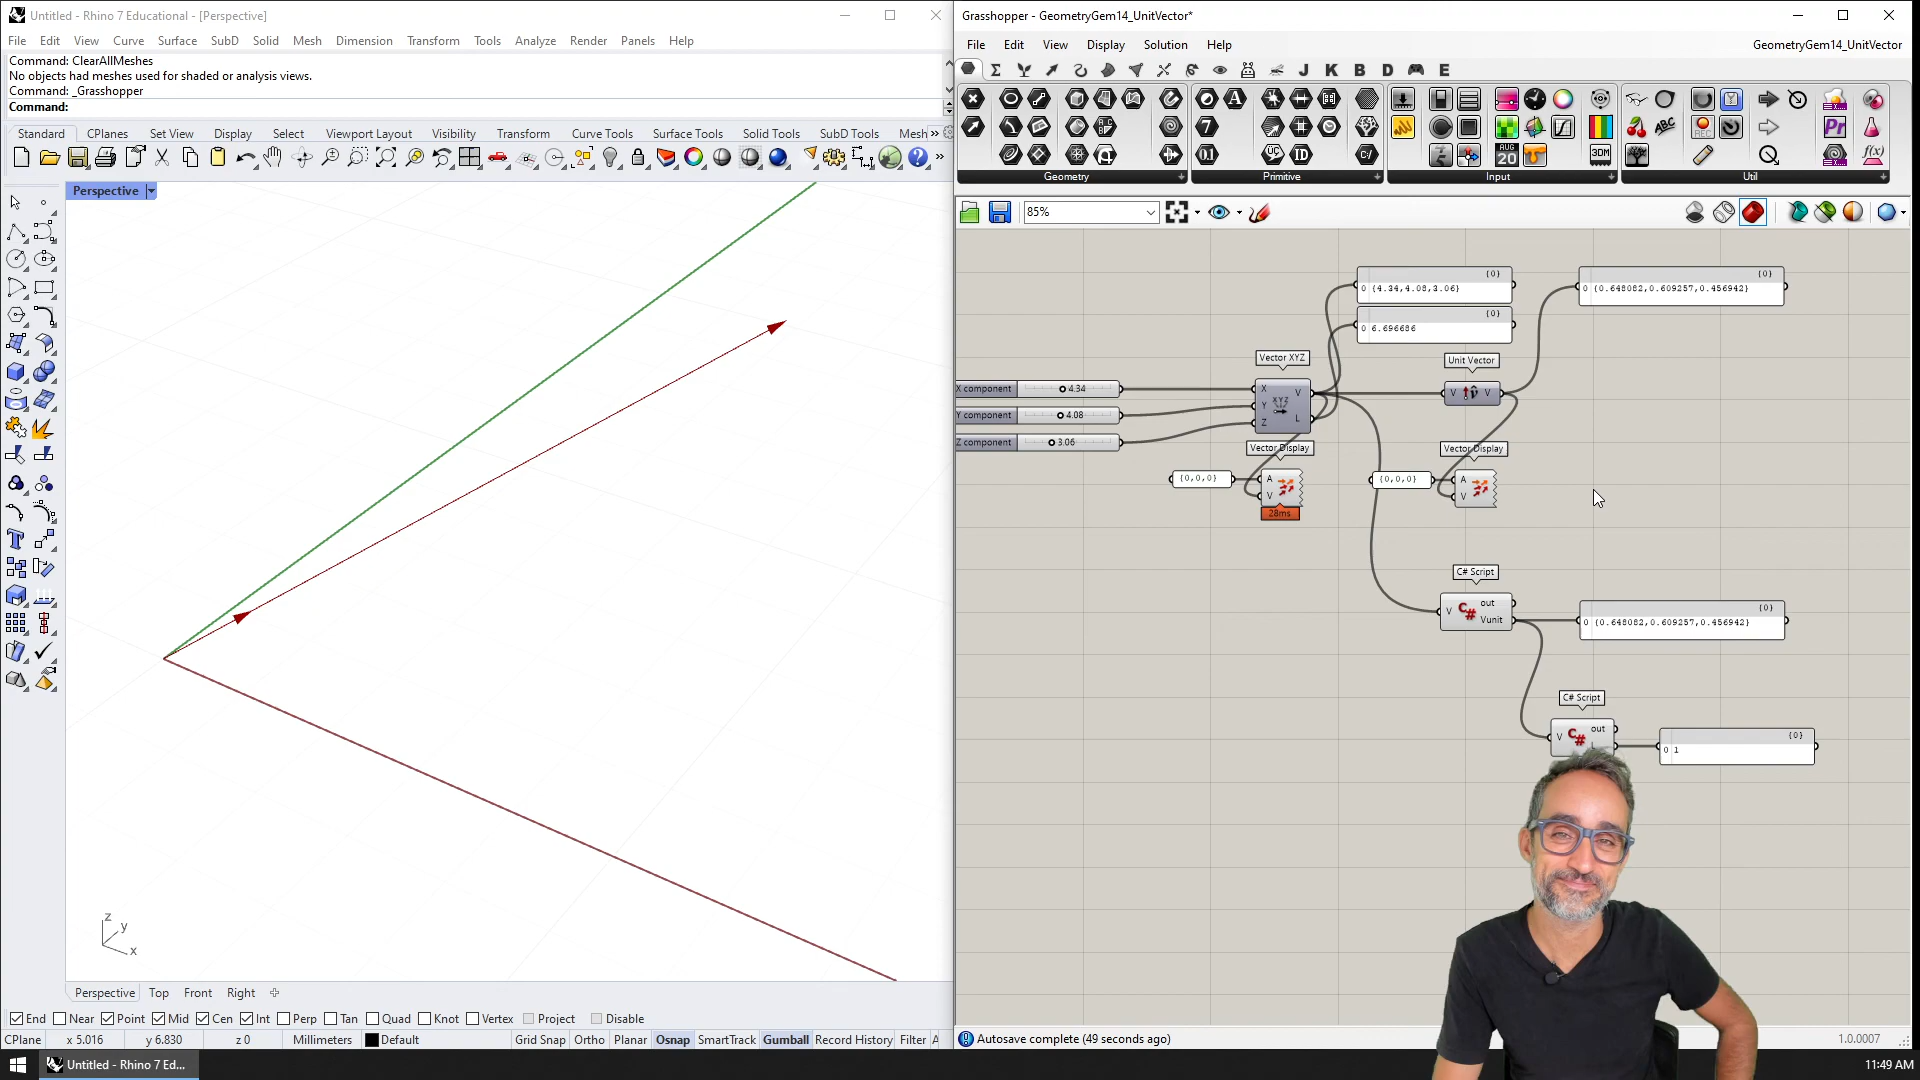 Untitled - Rhino 7 Educational - [Perspective]
File Edit View Curve Surface SubD Solid Mesh Dimension Transform Tools Analyze Render Panels Help
Command: ClearAllMeshes
No objects had meshes used for shaded or analysis views.
Command: _Grasshopper
Command:
Standard CPlanes Set View Display Select Viewport Layout Visibility Transform Curve Tools Surface Tools Solid Tools SubD Tools Mesh »
Perspective
z
y
x
Perspective Top Front Right
End Near Point Mid Cen Int Perp Tan Quad Knot Vertex Project Disable
CPlane x 5.016 y 6.830 z 0 Millimeters Default Grid Snap Ortho Planar Osnap SmartTrack Gumball Record History Filter A
Untitled - Rhino 7 Ed...
Grasshopper - GeometryGem14_UnitVector*
File Edit View Display Solution Help
GeometryGem14_UnitVector
J K B D E
Geometry Primitive Input Util
85%
{0}
0 {4.34,4.08,3.06}
{0}
0 6.696686
{0}
0 {0.648082,0.609257,0.456942}
Vector XYZ
Unit Vector
X component 4.34
Y component 4.08
Z component 3.06
X
Y
Z
XYZ
V
L
V V
Vector Display
Vector Display
{0,0,0}
A
V
28ms
{0,0,0}
A
V
C# Script
V C# out
Vunit
{0}
0 {0.648082,0.609257,0.456942}
C# Script
V C# out
{0}
0 1
Autosave complete (49 seconds ago)
1.0.0007
11:49 AM